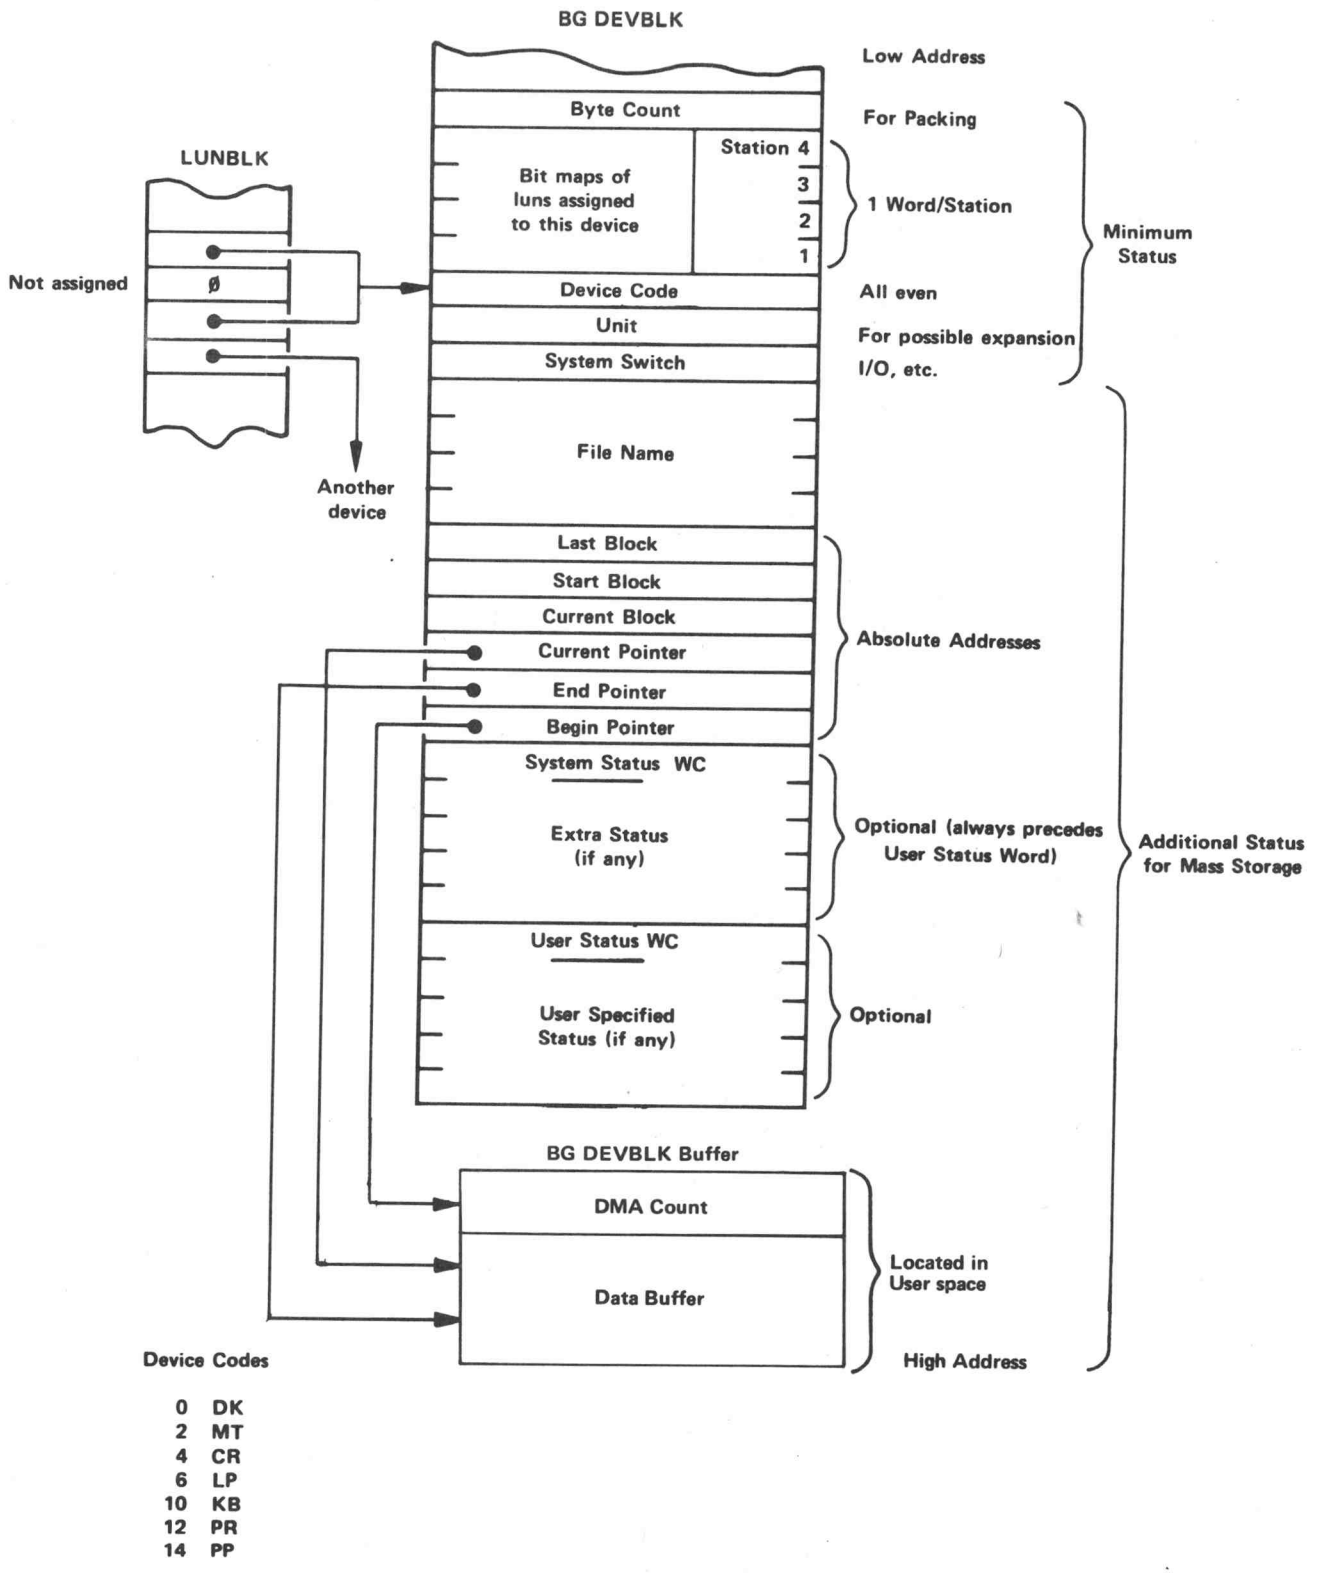 BG DEVBLK
Low Address
Byte Count
For Packing
LUNBLK
Station 4
3
2
1
Bit maps of
luns assigned
to this device
1 Word/Station
Minimum
Status
Not assigned
Ø
Device Code
All even
Unit
For possible expansion
System Switch
I/O, etc.
File Name
Another
device
Last Block
Start Block
Current Block
Current Pointer
End Pointer
Begin Pointer
Absolute Addresses
System Status WC
Extra Status
(if any)
Optional (always precedes
User Status Word)
Additional Status
for Mass Storage
User Status WC
User Specified
Status (if any)
Optional
BG DEVBLK Buffer
DMA Count
Data Buffer
Located in
User space
High Address
Device Codes
0 DK
2 MT
4 CR
6 LP
10 KB
12 PR
14 PP